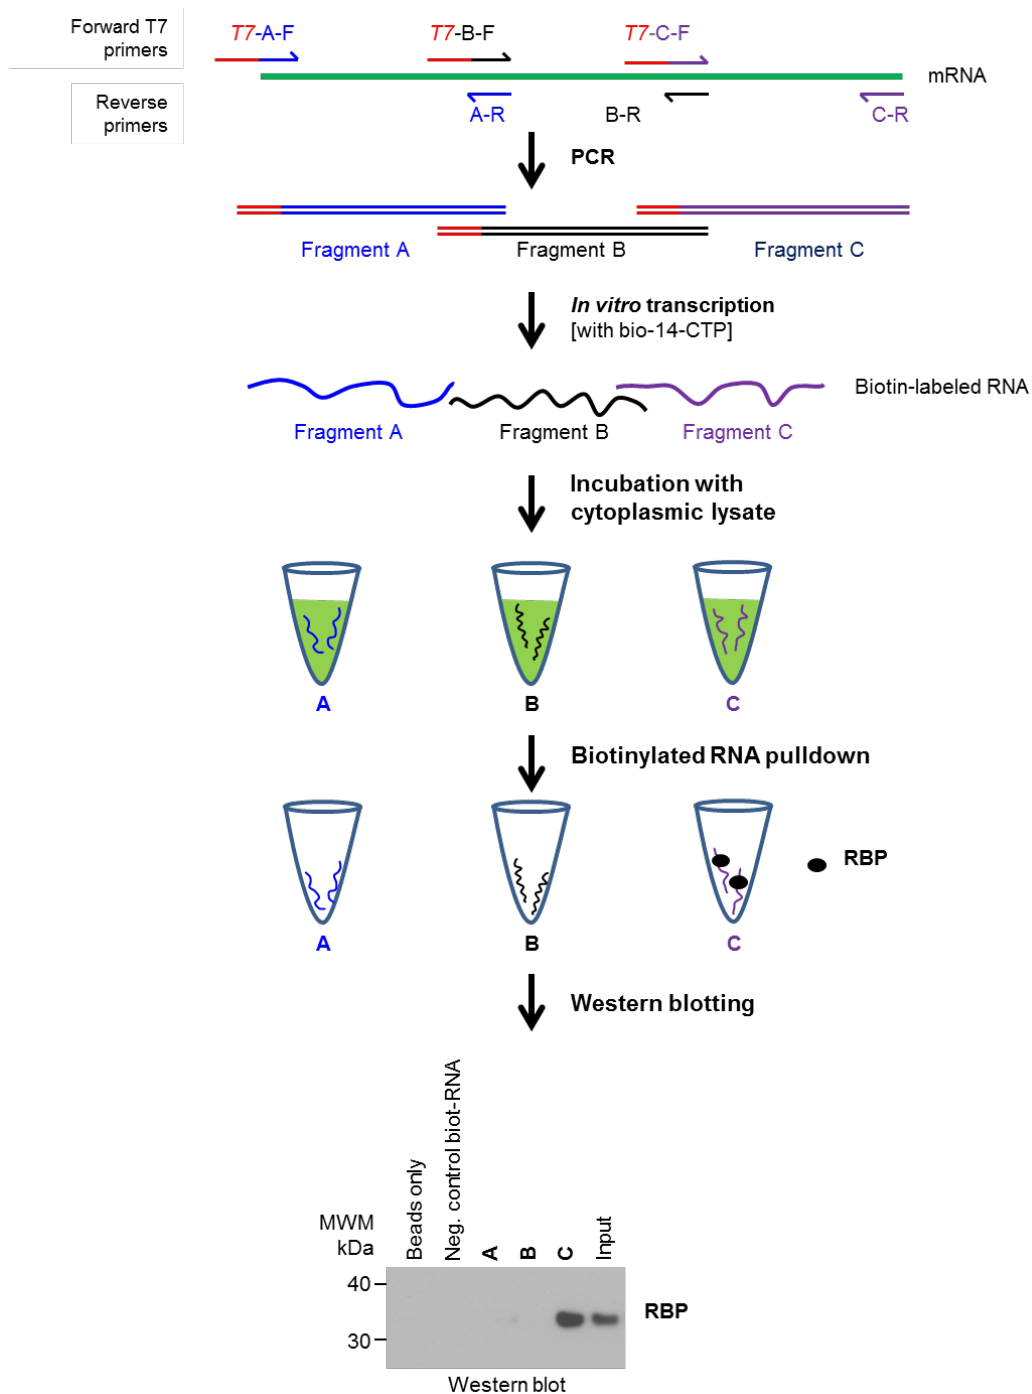 Forward T7
primers
T7-A-F
T7-B-F
T7-C-F
mRNA
Reverse
primers
A-R
B-R
C-R
PCR
Fragment A
Fragment B
Fragment C
In vitro transcription
[with bio-14-CTP]
Biotin-labeled RNA
Fragment A
Fragment B
Fragment C
Incubation with
cytoplasmic lysate
A
B
C
Biotinylated RNA pulldown
RBP
A
B
C
Western blotting
MWM
kDa
Beads only
Neg. control biot-RNA
A
B
C
Input
40
30
RBP
Western blot